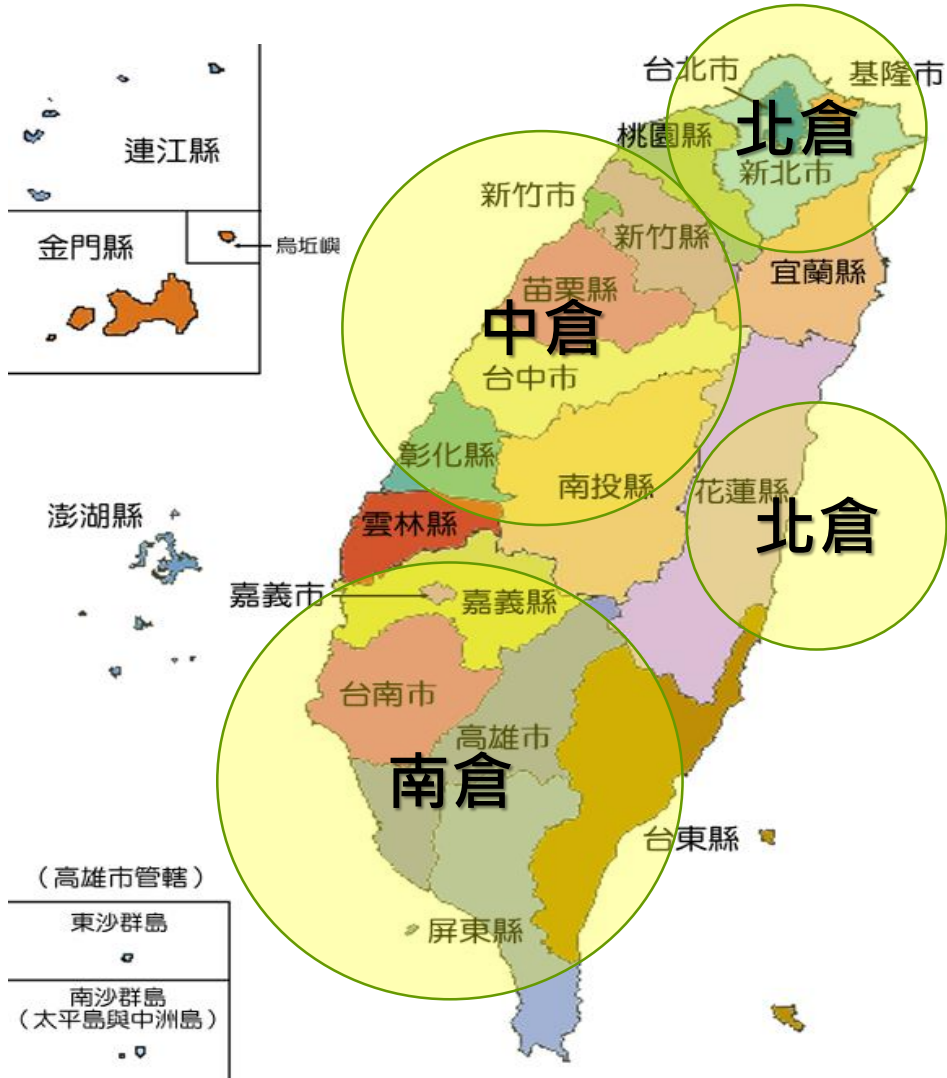 台北市
基隆市
北倉
桃園縣
新北市
連江縣
新竹市
新竹縣
金門縣
烏坵嶼
宜蘭縣
苗栗縣
中倉
台中市
彰化縣
南投縣
花蓮縣
澎湖縣
雲林縣
北倉
嘉義市
嘉義縣
台南市
高雄市
南倉
台東縣
（高雄市管轄）
東沙群島
屏東縣
南沙群島
（太平島與中洲島）